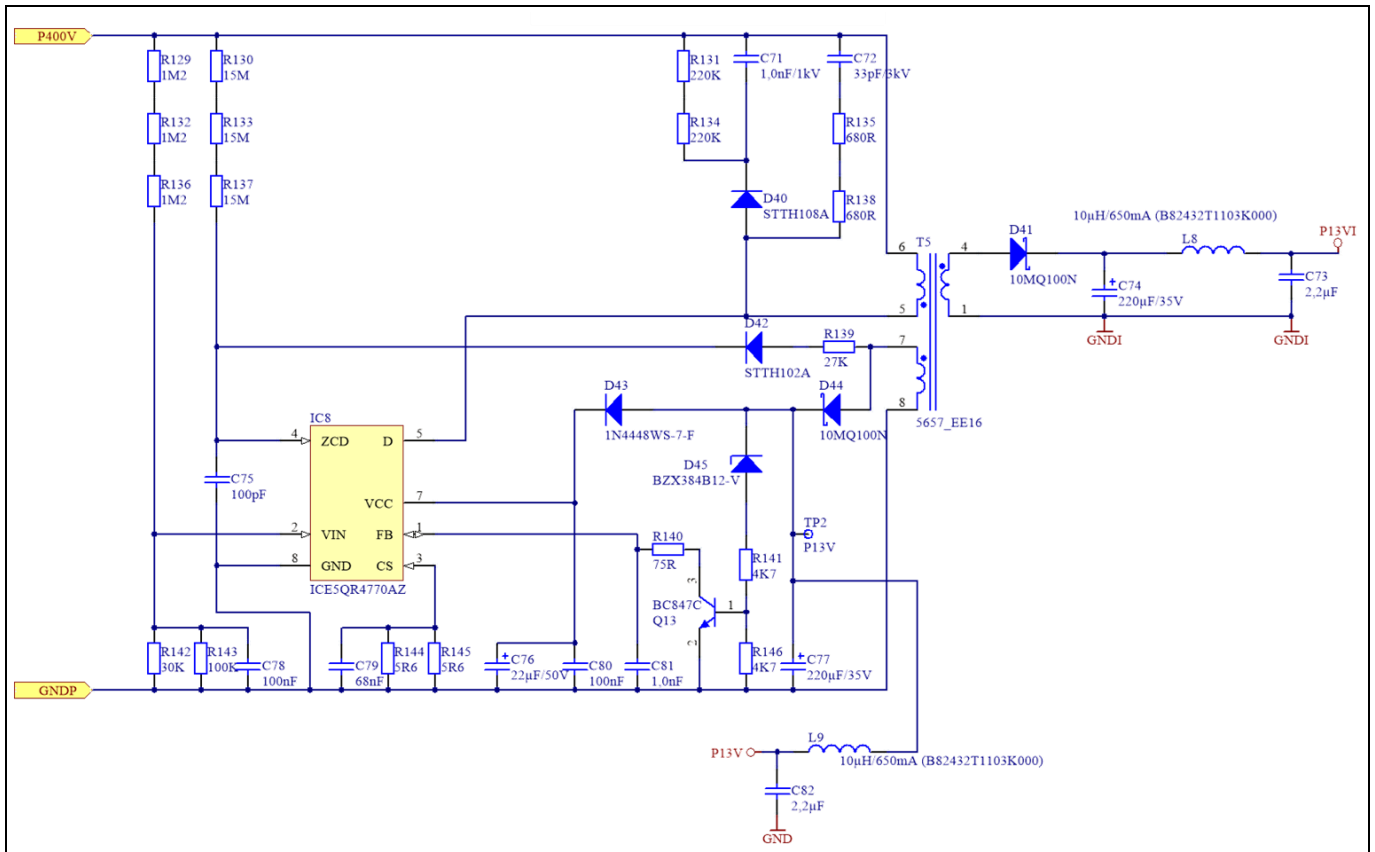 P400V
R129
1M2
R130
15M
R131
220K
C71
1,0nF/1kV
C72
33pF/3kV
R132
1M2
R133
15M
R134
220K
R135
680R
R136
1M2
R137
15M
D40
STTH108A
R138
680R
10µH/650mA (B82432T1103K000)
D41
10MQ100N
L8
P13VI
T5
6
4
5
1
7
8
5657_EE16
C74
220µF/35V
C73
2,2µF
GNDI
GNDI
D42
STTH102A
R139
27K
D43
1N4448WS-7-F
D44
10MQ100N
IC8
4
ZCD
D
5
VCC
7
2
VIN
FB
1
8
GND
CS
3
ICE5QR4770AZ
C75
100pF
D45
BZX384B12-V
TP2
P13V
R140
75R
R141
4K7
3
BC847C
Q13
1
2
R142
30K
R143
100K
C78
100nF
C79
68nF
R144
5R6
R145
5R6
C76
22µF/50V
C80
100nF
C81
1,0nF
R146
4K7
C77
220µF/35V
GNDP
P13V
L9
10µH/650mA (B82432T1103K000)
C82
2,2µF
GND